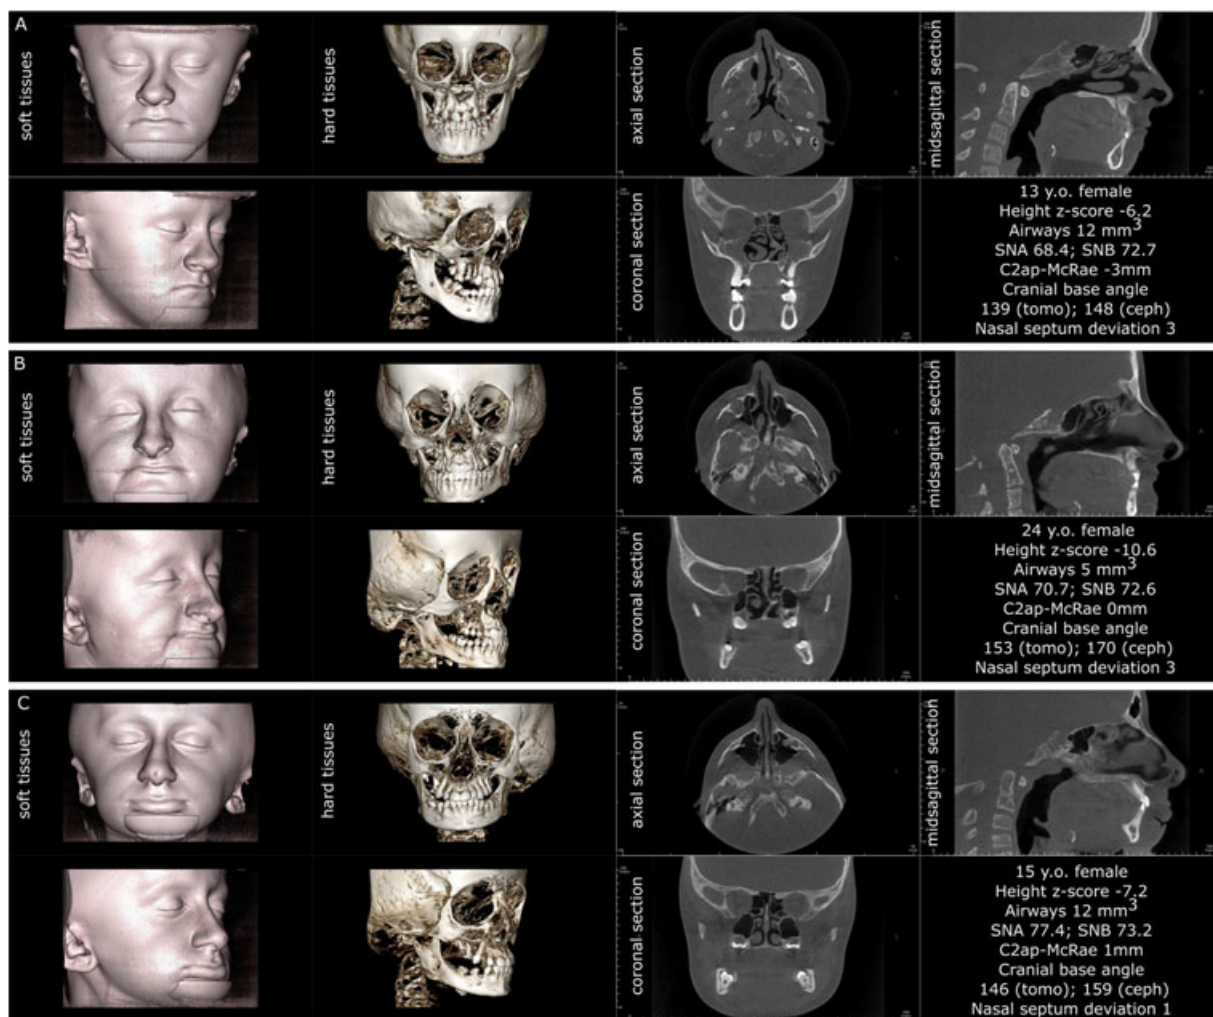 A
soft tissues
hard tissues
axial section
midsagittal section
coronal section
13 y.o. female
Height z-score -6.2
Airways 12 mm3
SNA 68.4; SNB 72.7
C2ap-McRae -3mm
Cranial base angle
139 (tomo); 148 (ceph)
Nasal septum deviation 3
B
soft tissues
hard tissues
axial section
midsagittal section
coronal section
24 y.o. female
Height z-score -10.6
Airways 5 mm3
SNA 70.7; SNB 72.6
C2ap-McRae 0mm
Cranial base angle
153 (tomo); 170 (ceph)
Nasal septum deviation 3
C
soft tissues
hard tissues
axial section
midsagittal section
coronal section
15 y.o. female
Height z-score -7.2
Airways 12 mm3
SNA 77.4; SNB 73.2
C2ap-McRae 1mm
Cranial base angle
146 (tomo); 159 (ceph)
Nasal septum deviation 1